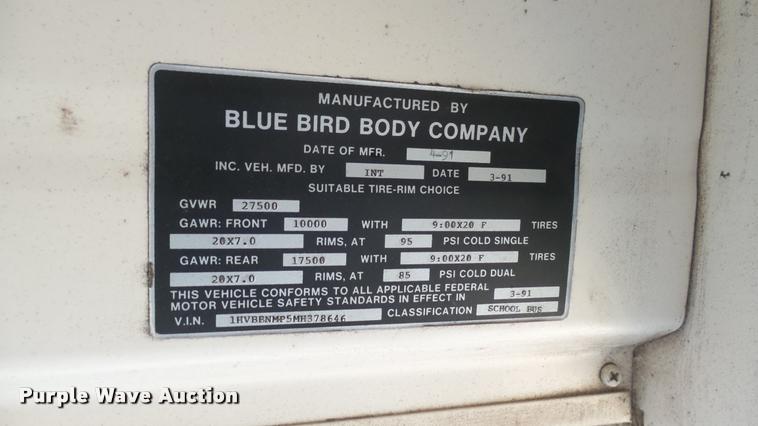 MANUFACTURED BY
BLUE BIRD BODY COMPANY
DATE OF MFR. 4-91
INC. VEH. MFD. BY INT DATE 3-91
SUITABLE TIRE-RIM CHOICE
GVWR 27500
GAWR: FRONT 10000 WITH 9:00X20 F TIRES
20X7.0 RIMS, AT 95 PSI COLD SINGLE
GAWR: REAR 17500 WITH 9:00X20 F TIRES
20X7.0 RIMS, AT 85 PSI COLD DUAL
THIS VEHICLE CONFORMS TO ALL APPLICABLE FEDERAL
MOTOR VEHICLE SAFETY STANDARDS IN EFFECT IN 3-91
V.I.N. 1HVBBNMP5MH378646 CLASSIFICATION SCHOOL BUS
Purple Wave Auction